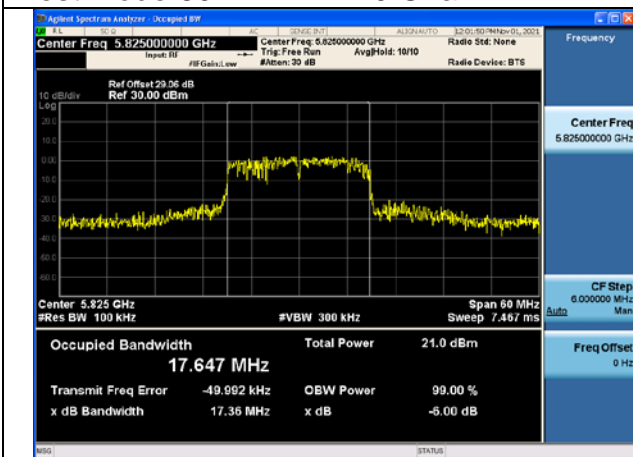 Agilent Spectrum Analyzer - Occupied BW
RL 50 Ω AC SENSE:INT ALIGNAUTO 12:01:50 PM Nov 01, 2021
Center Freq 5.825000000 GHz
Center Freq: 5.825000000 GHz
Radio Std: None
Input: RF
Trig: Free Run Avg|Hold: 10/10
#IFGain:Low
#Atten: 30 dB
Radio Device: BTS
Ref Offset 29.06 dB
10 dB/div Ref 30.00 dBm
Log
20.0
10.0
0.00
10.0
20.0
30.0
40.0
50.0
60.0
Center 5.825 GHz
Span 60 MHz
#Res BW 100 kHz
#VBW 300 kHz
Sweep 7.467 ms
Occupied Bandwidth
Total Power 21.0 dBm
17.647 MHz
Transmit Freq Error -49.992 kHz
OBW Power 99.00 %
x dB Bandwidth 17.36 MHz
x dB -6.00 dB
MSG
STATUS
Frequency
Center Freq
5.825000000 GHz
CF Step
6.000000 MHz
Auto Man
Freq Offset
0 Hz